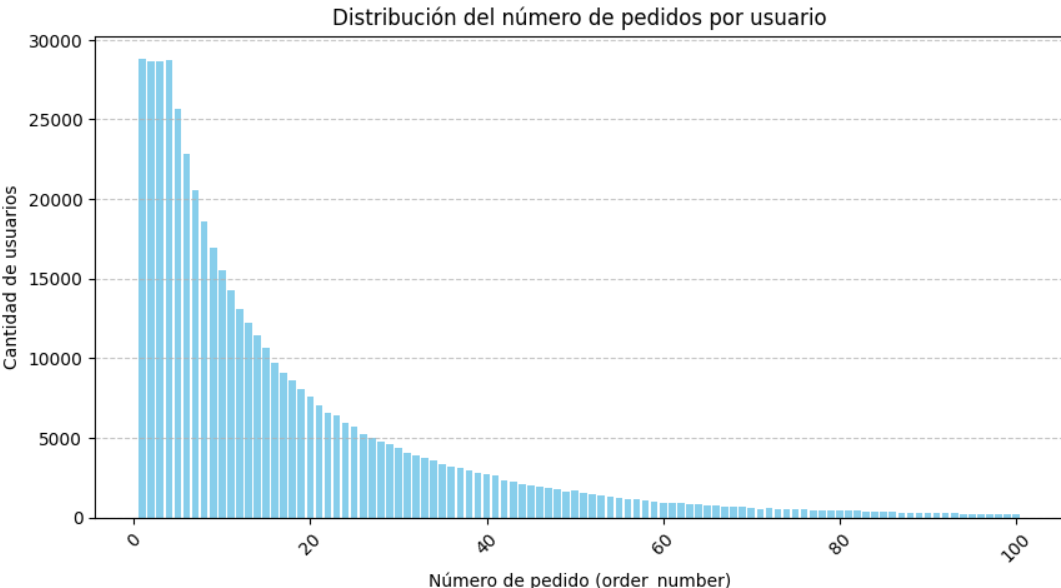 Distribución del número de pedidos por usuario
30000
25000
20000
15000
10000
5000
0
Cantidad de usuarios
0 20 40 60 80 100
Número de pedido (order_number)